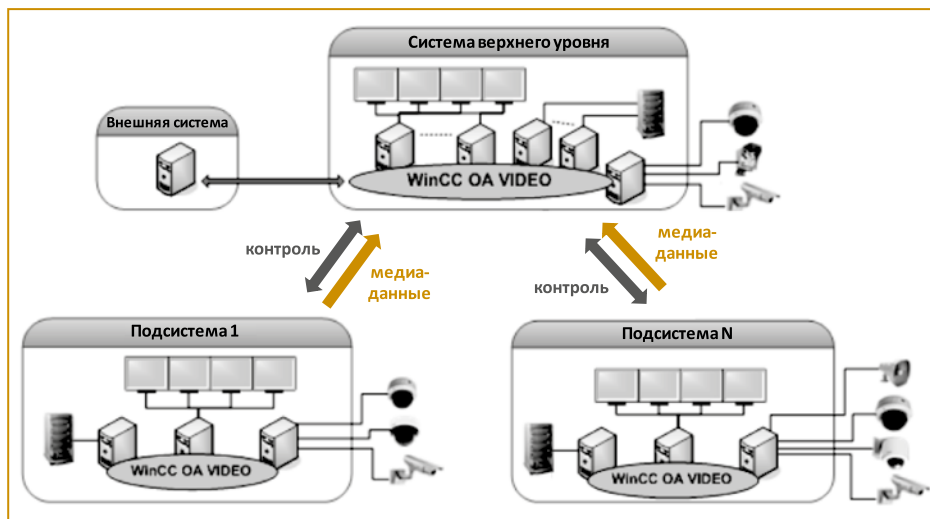 Система верхнего уровня
Внешняя система
WinCC OA VIDEO
контроль
медиа-
данные
медиа-
данные
контроль
Подсистема 1
WinCC OA VIDEO
Подсистема N
WinCC OA VIDEO